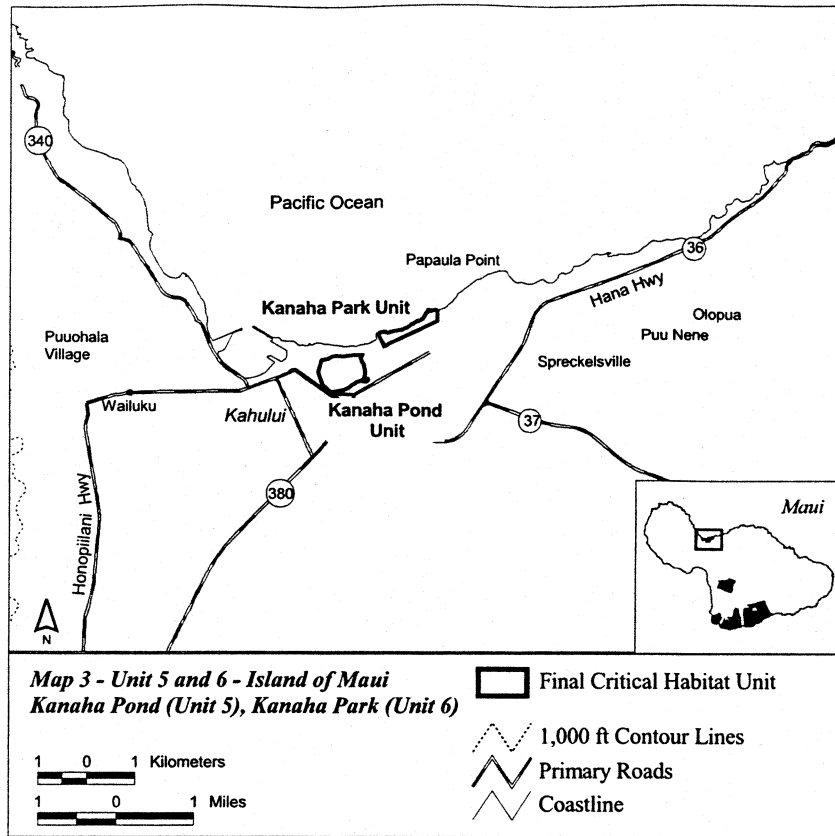 340
Pacific Ocean
Papaula Point
36
Hana Hwy
Kanaha Park Unit
Olopua
Puu Nene
Puuohala
Village
Spreckelsville
Wailuku
Kahului
Kanaha Pond
Unit
37
380
Honopiilani Hwy
Maui
N
Map 3 - Unit 5 and 6 - Island of Maui
Kanaha Pond (Unit 5), Kanaha Park (Unit 6)
Final Critical Habitat Unit
1,000 ft Contour Lines
Primary Roads
Coastline
1 0 1 Kilometers
1 0 1 Miles